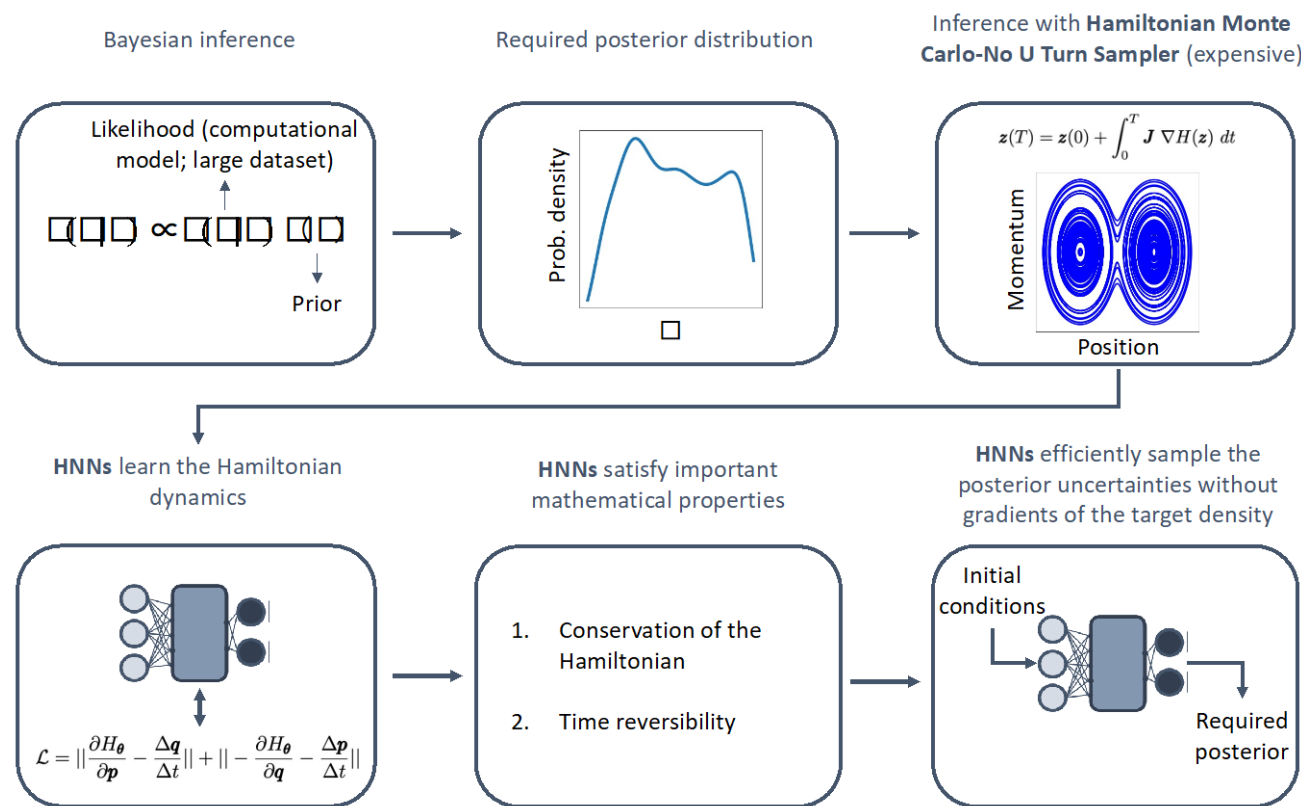 Bayesian inference
Required posterior distribution
Inference with Hamiltonian Monte
Carlo-No U Turn Sampler (expensive)
Likelihood (computational
model; large dataset)
□(□|□) ∝ □(□|□) □(□)
Prior
Prob. density
□
z(T) = z(0) + ∫₀ᵀ J ∇H(z) dt
Momentum
Position
HNNs learn the Hamiltonian
dynamics
HNNs satisfy important
mathematical properties
HNNs efficiently sample the
posterior uncertainties without
gradients of the target density
ℒ = ||∂H_θ/∂p − Δq/Δt|| + ||−∂H_θ/∂q − Δp/Δt||
1. Conservation of the
Hamiltonian
2. Time reversibility
Initial
conditions
Required
posterior